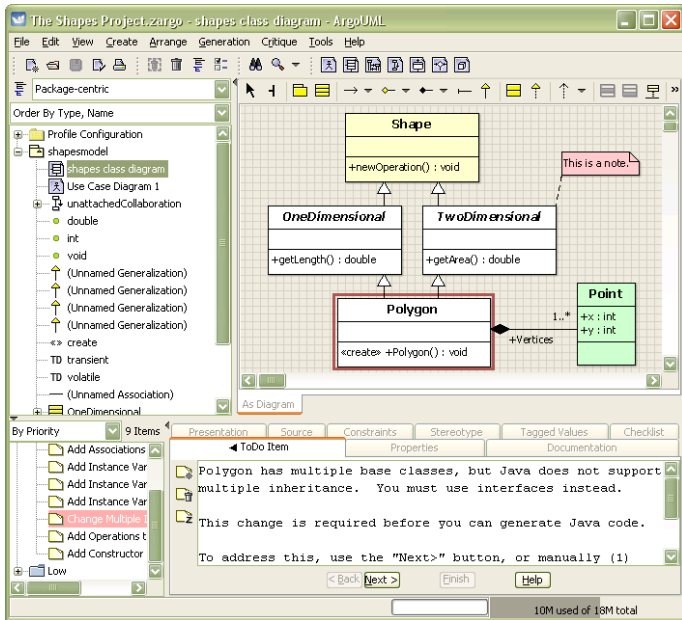 The Shapes Project.zargo - shapes class diagram - ArgoUML
File Edit View Create Arrange Generation Critique Tools Help
Package-centric
Order By Type, Name
Profile Configuration
shapesmodel
shapes class diagram
Use Case Diagram 1
unattachedCollaboration
double
int
void
(Unnamed Generalization)
(Unnamed Generalization)
(Unnamed Generalization)
(Unnamed Generalization)
«» create
TD transient
TD volatile
(Unnamed Association)
OneDimensional
Shape
+newOperation() : void
This is a note.
OneDimensional
+getLength() : double
TwoDimensional
+getArea() : double
Polygon
«create» +Polygon() : void
1..*
+Vertices
Point
+x : int
+y : int
As Diagram
By Priority 9 Items
Add Associations
Add Instance Var
Add Instance Var
Add Instance Var
Change Multiple I
Add Operations t
Add Constructor
Low
Presentation Source Constraints Stereotype Tagged Values Checklist
ToDo Item Properties Documentation
Polygon has multiple base classes, but Java does not support
multiple inheritance. You must use interfaces instead.
This change is required before you can generate Java code.
To address this, use the "Next>" button, or manually (1)
< Back Next > Finish Help
10M used of 18M total